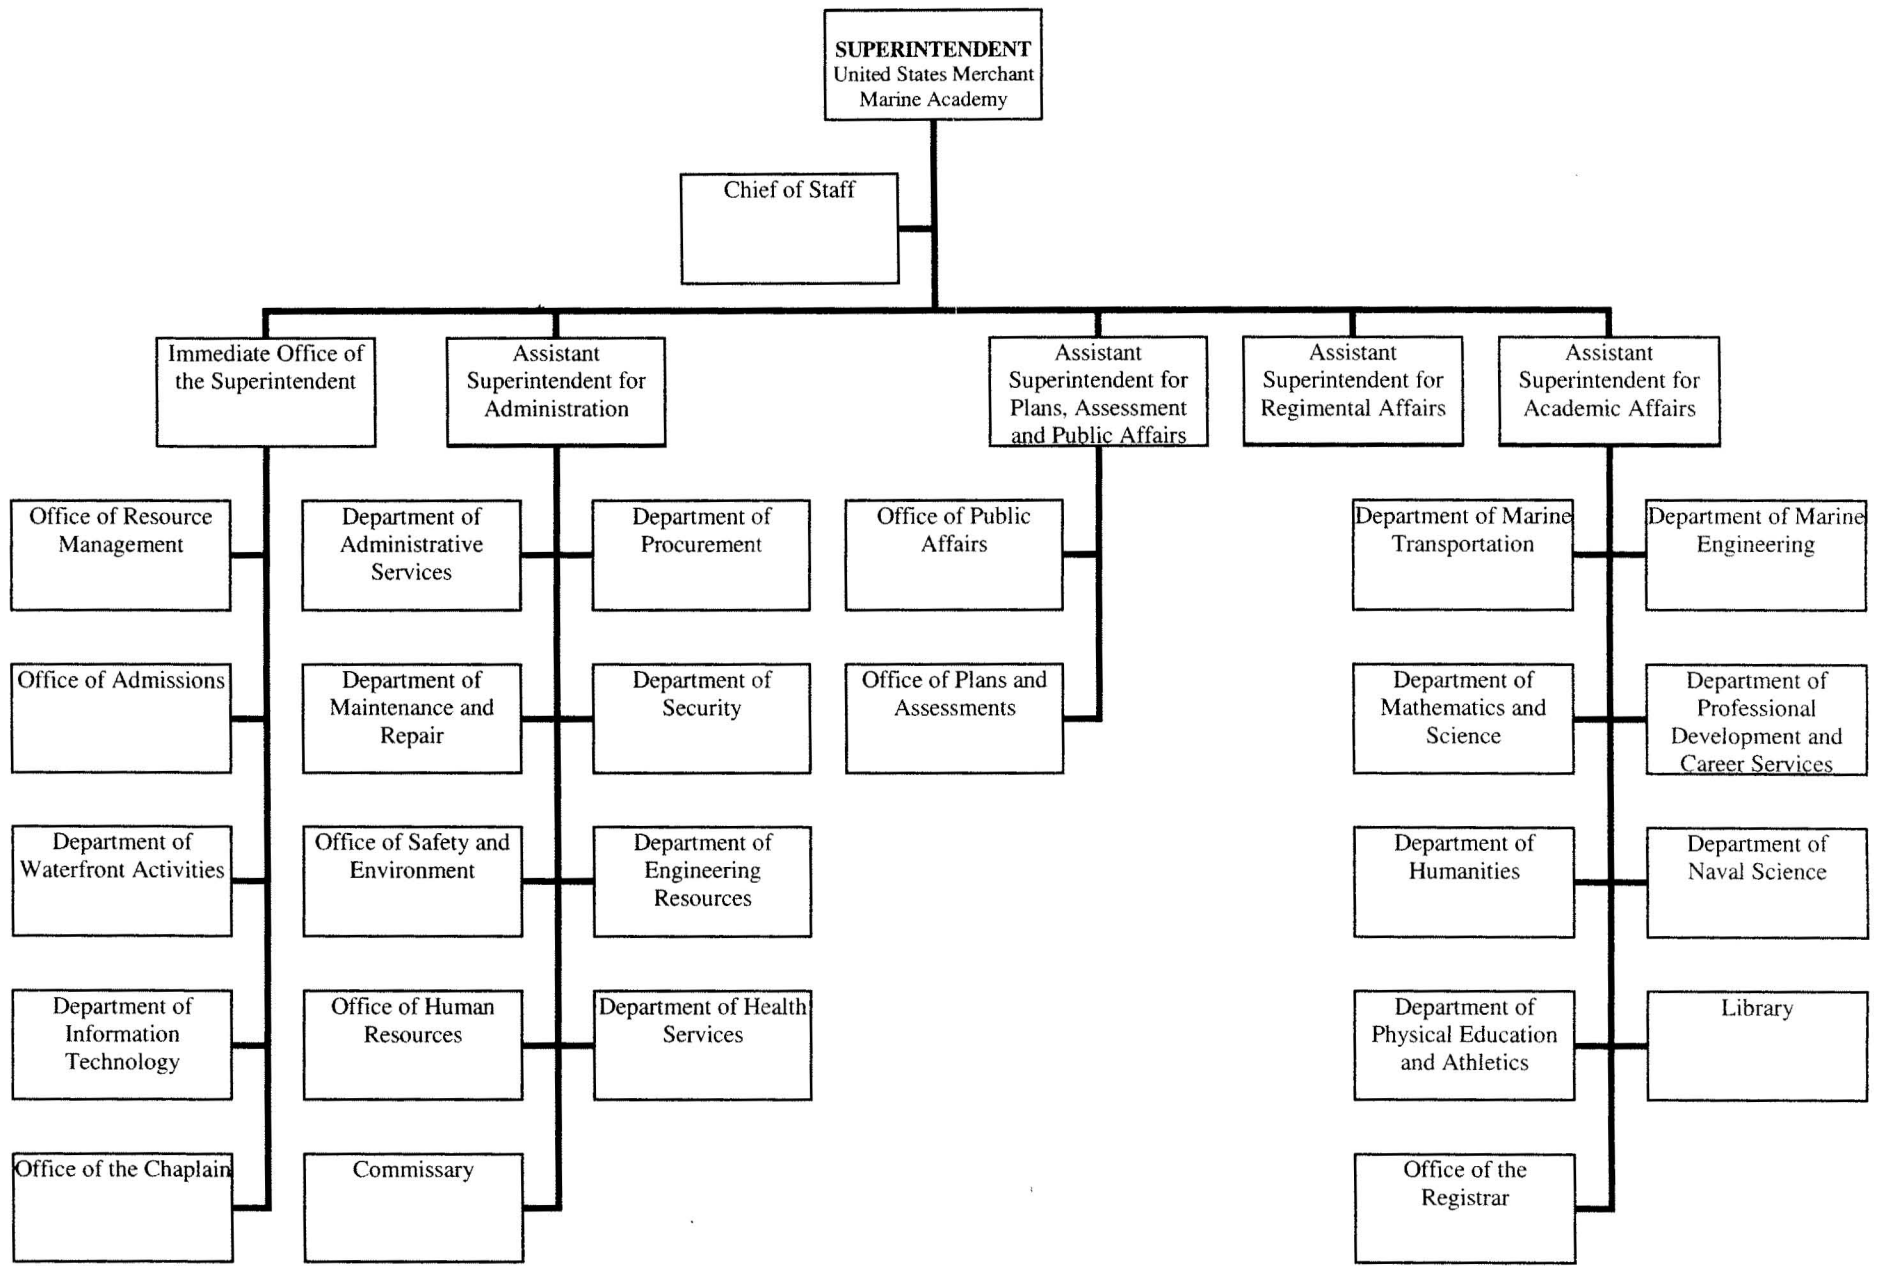 SUPERINTENDENT
United States Merchant
Marine Academy
Chief of Staff
Immediate Office of
the Superintendent
Assistant
Superintendent for
Administration
Assistant
Superintendent for
Plans, Assessment
and Public Affairs
Assistant
Superintendent for
Regimental Affairs
Assistant
Superintendent for
Academic Affairs
Office of Resource
Management
Department of
Administrative
Services
Department of
Procurement
Office of Public
Affairs
Department of Marine
Transportation
Department of Marine
Engineering
Office of Admissions
Department of
Maintenance and
Repair
Department of
Security
Office of Plans and
Assessments
Department of
Mathematics and
Science
Department of
Professional
Development and
Career Services
Department of
Waterfront Activities
Office of Safety and
Environment
Department of
Engineering
Resources
Department of
Humanities
Department of
Naval Science
Department of
Information
Technology
Office of Human
Resources
Department of Health
Services
Department of
Physical Education
and Athletics
Library
Office of the Chaplain
Commissary
Office of the
Registrar